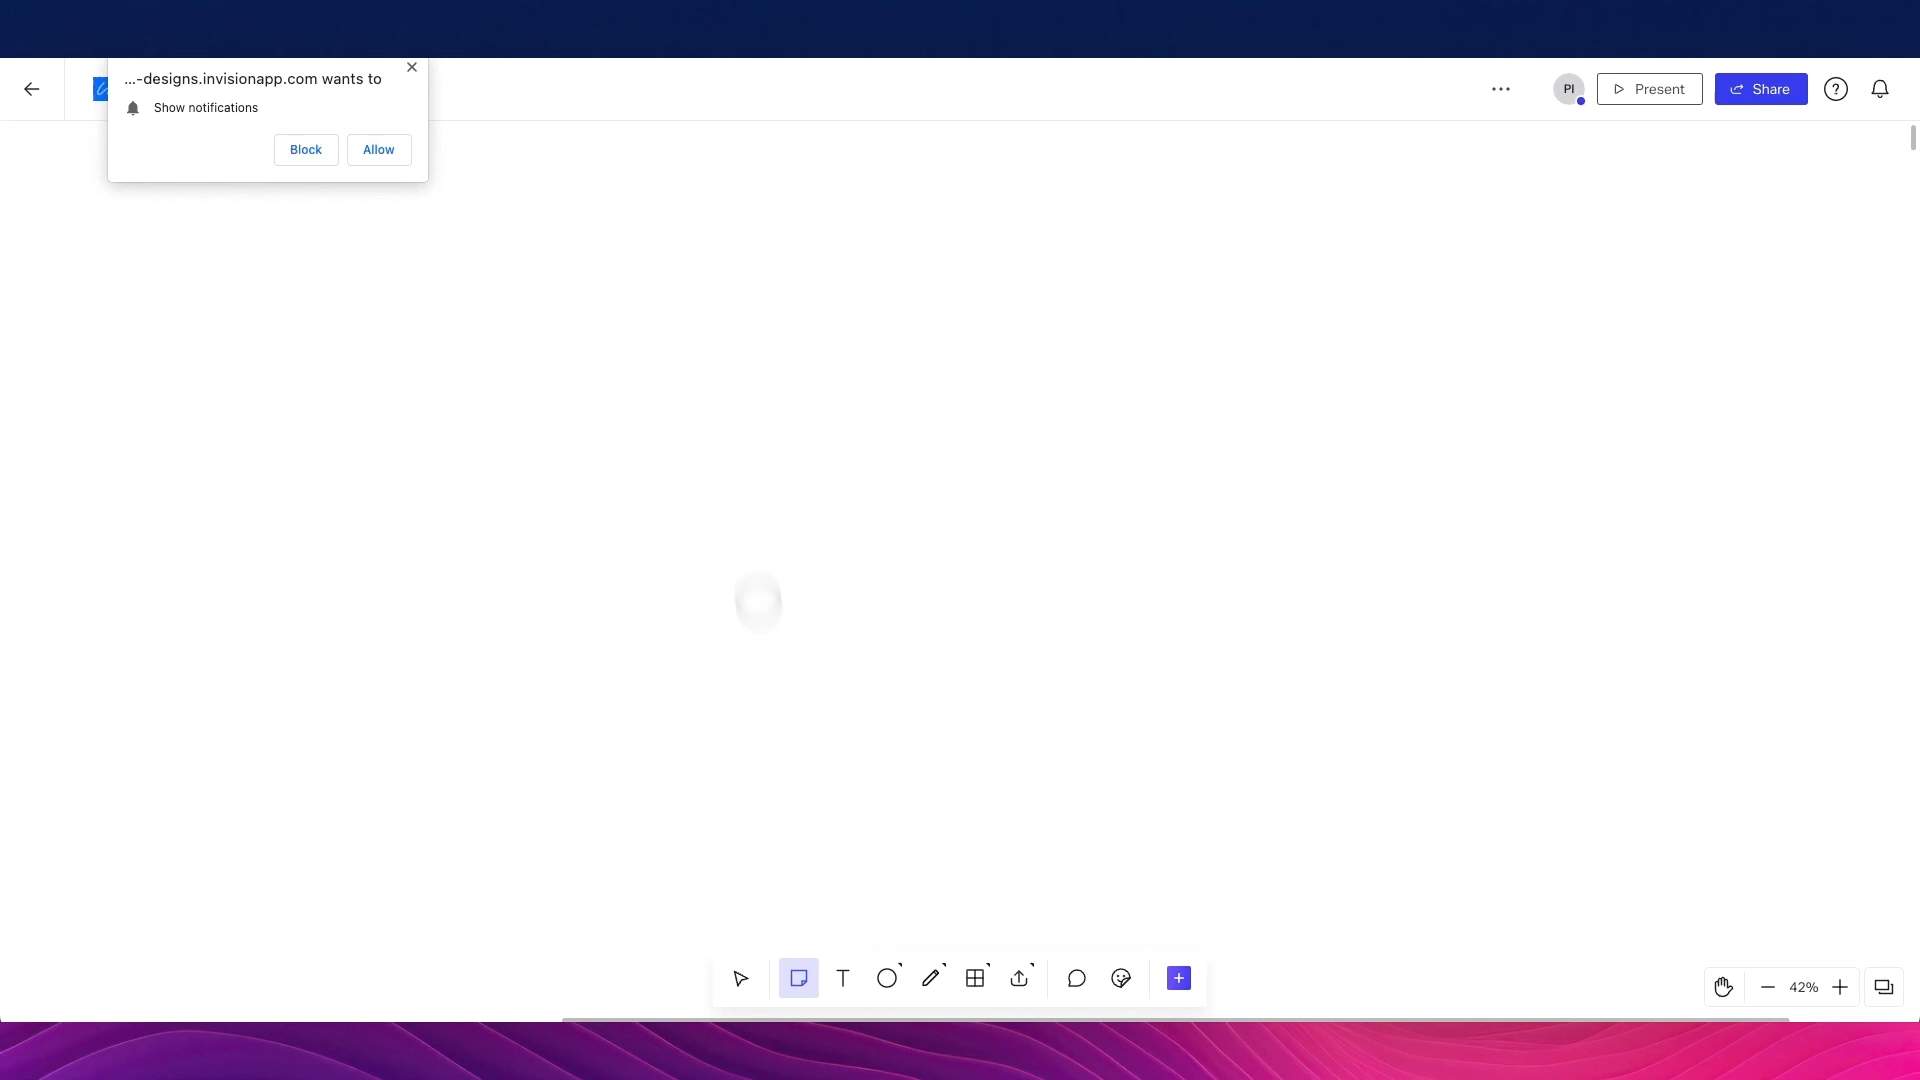 ...-designs.invisionapp.com wants to
Show notifications
Block
Allow
PI
Present
Share
42%